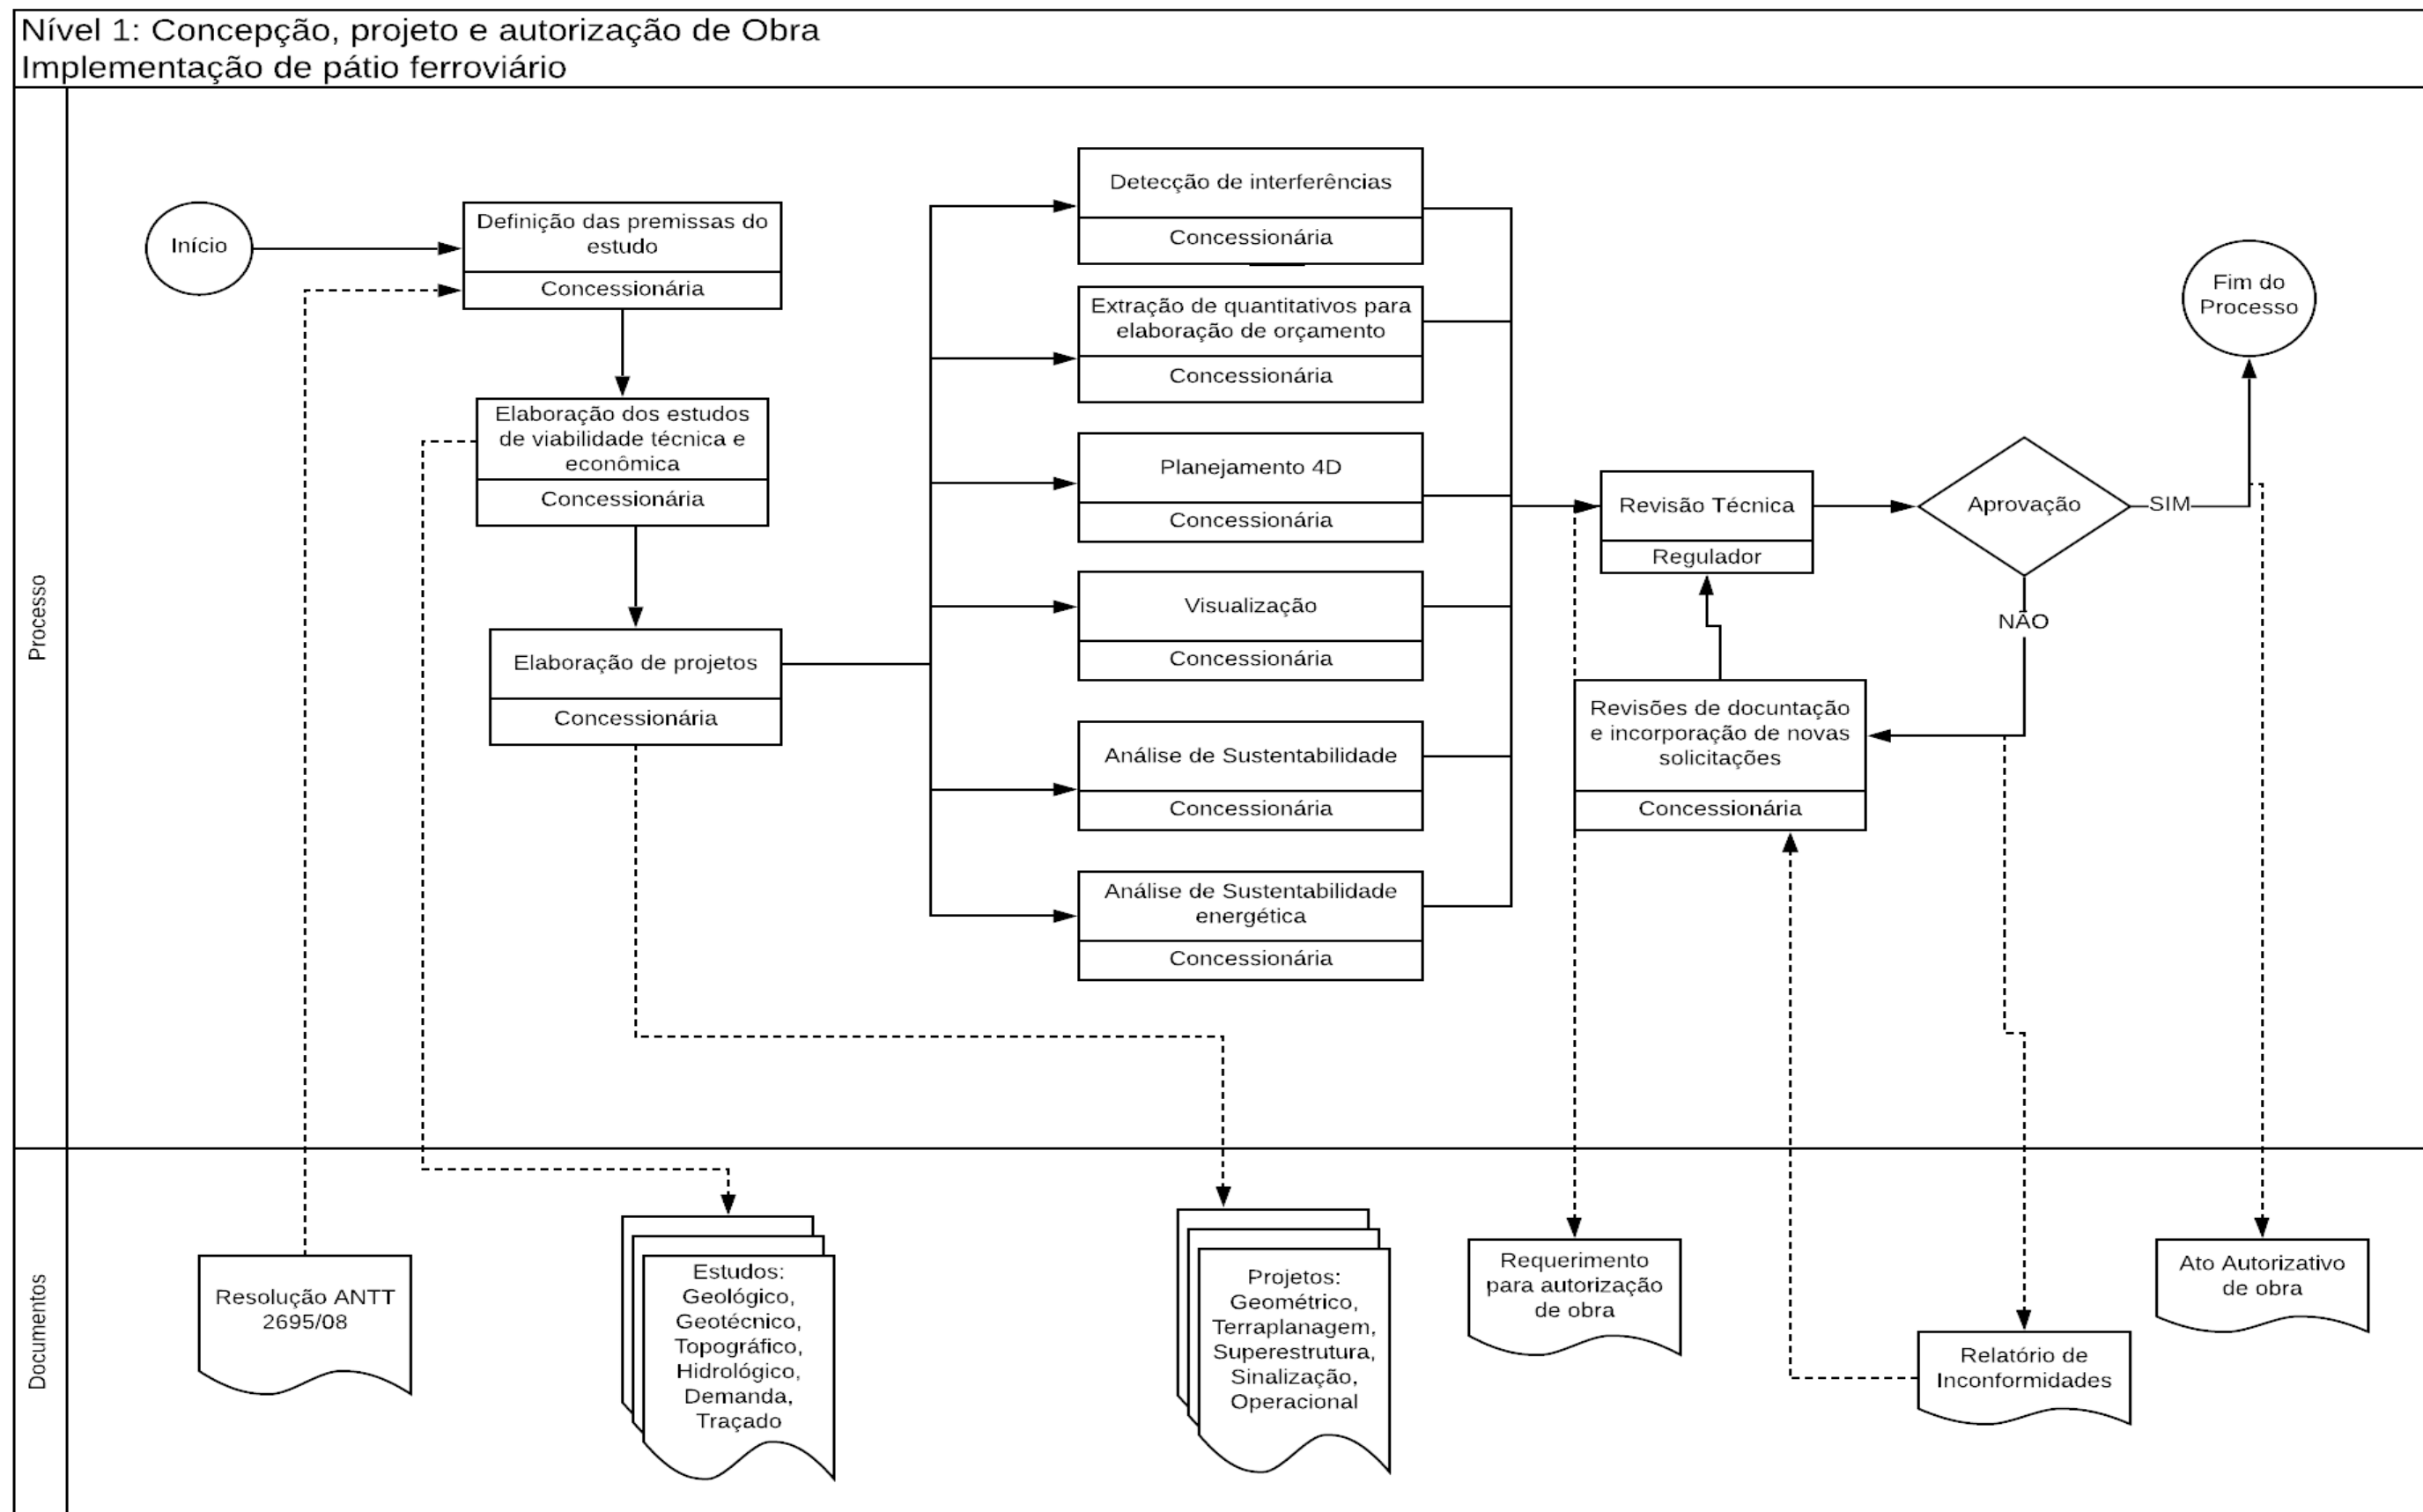 Nível 1: Concepção, projeto e autorização de Obra
Implementação de pátio ferroviário
Processo
Início
Definição das premissas do
estudo
Concessionária
Elaboração dos estudos
de viabilidade técnica e
econômica
Concessionária
Elaboração de projetos
Concessionária
Detecção de interferências
Concessionária
Extração de quantitativos para
elaboração de orçamento
Concessionária
Planejamento 4D
Concessionária
Visualização
Concessionária
Análise de Sustentabilidade
Concessionária
Análise de Sustentabilidade
energética
Concessionária
Revisão Técnica
Regulador
Aprovação
SIM
NÃO
Fim do
Processo
Revisões de docuntação
e incorporação de novas
solicitações
Concessionária
Documentos
Resolução ANTT
2695/08
Estudos:
Geológico,
Geotécnico,
Topográfico,
Hidrológico,
Demanda,
Traçado
Projetos:
Geométrico,
Terraplanagem,
Superestrutura,
Sinalização,
Operacional
Requerimento
para autorização
de obra
Relatório de
Inconformidades
Ato Autorizativo
de obra